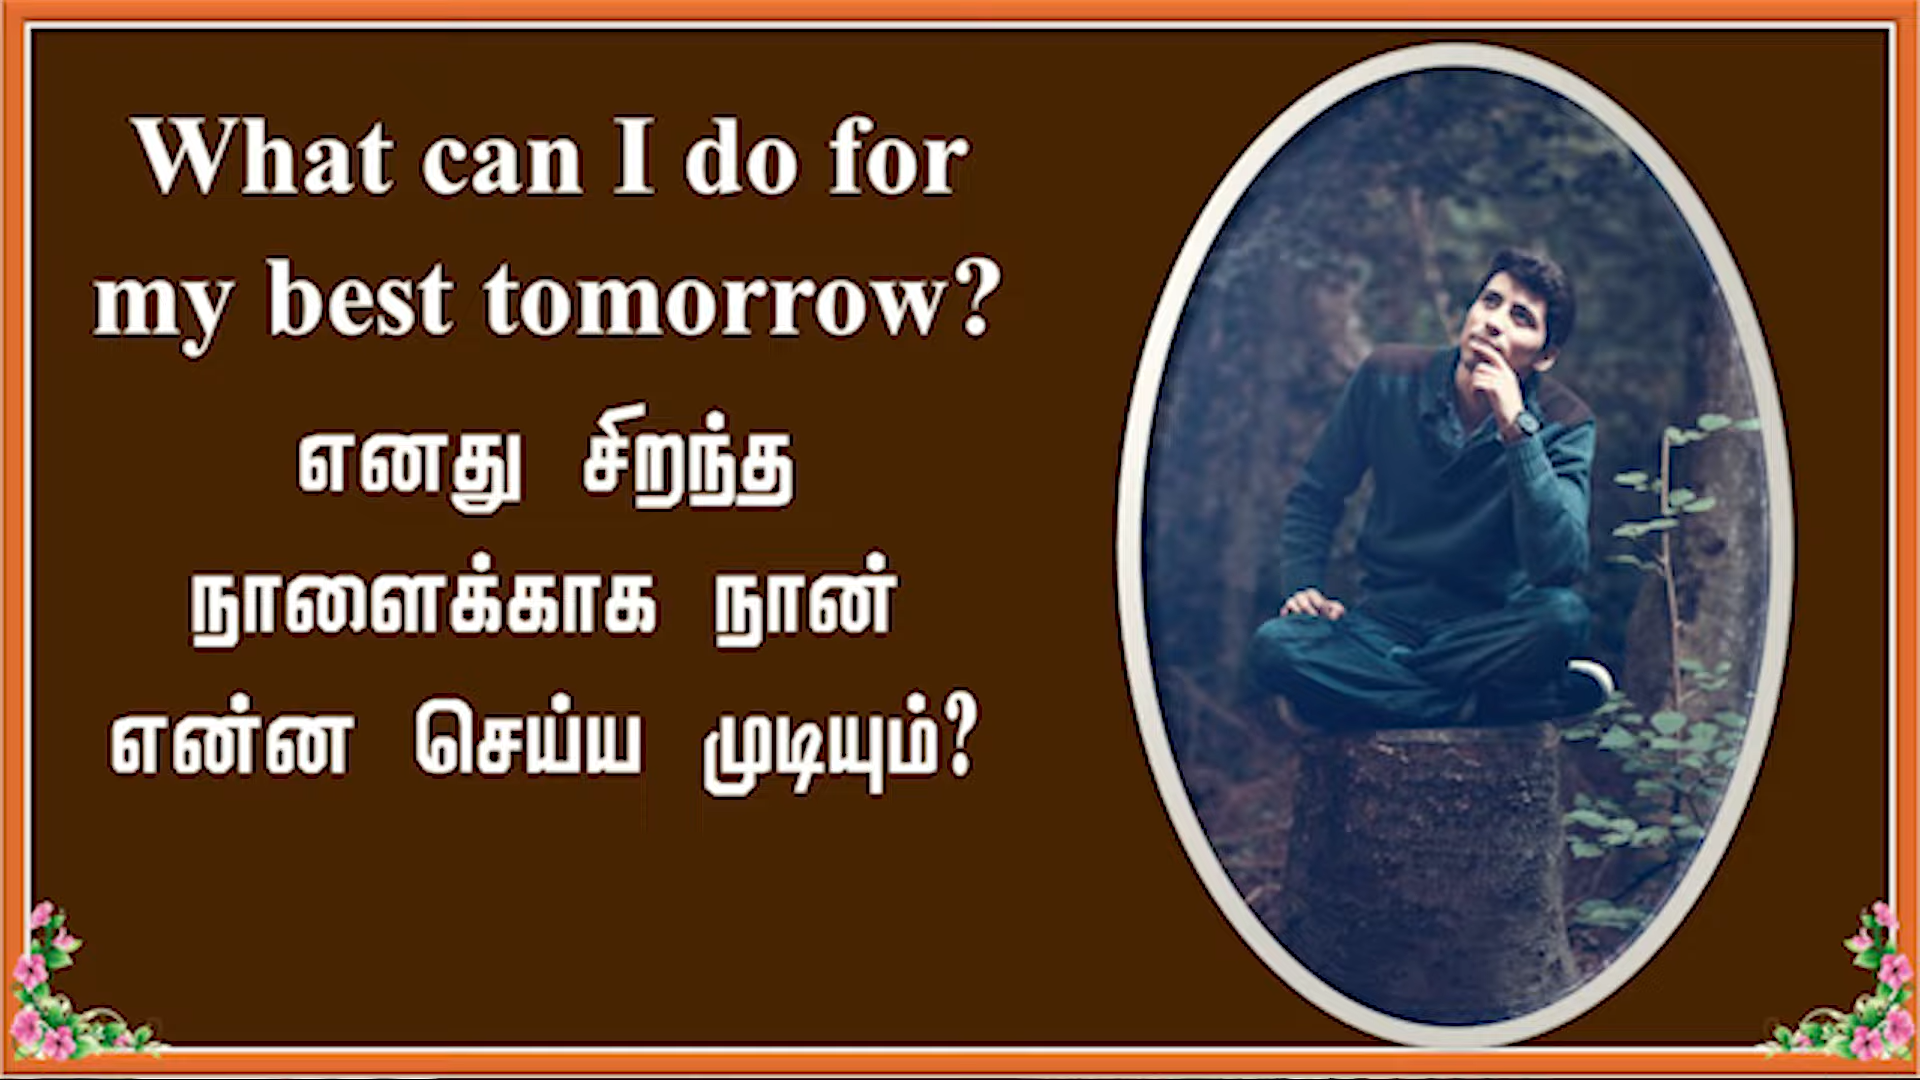 What can I do for
my best tomorrow?
எனது சிறந்த
நாளைக்காக நான்
என்ன செய்ய முடியும்?